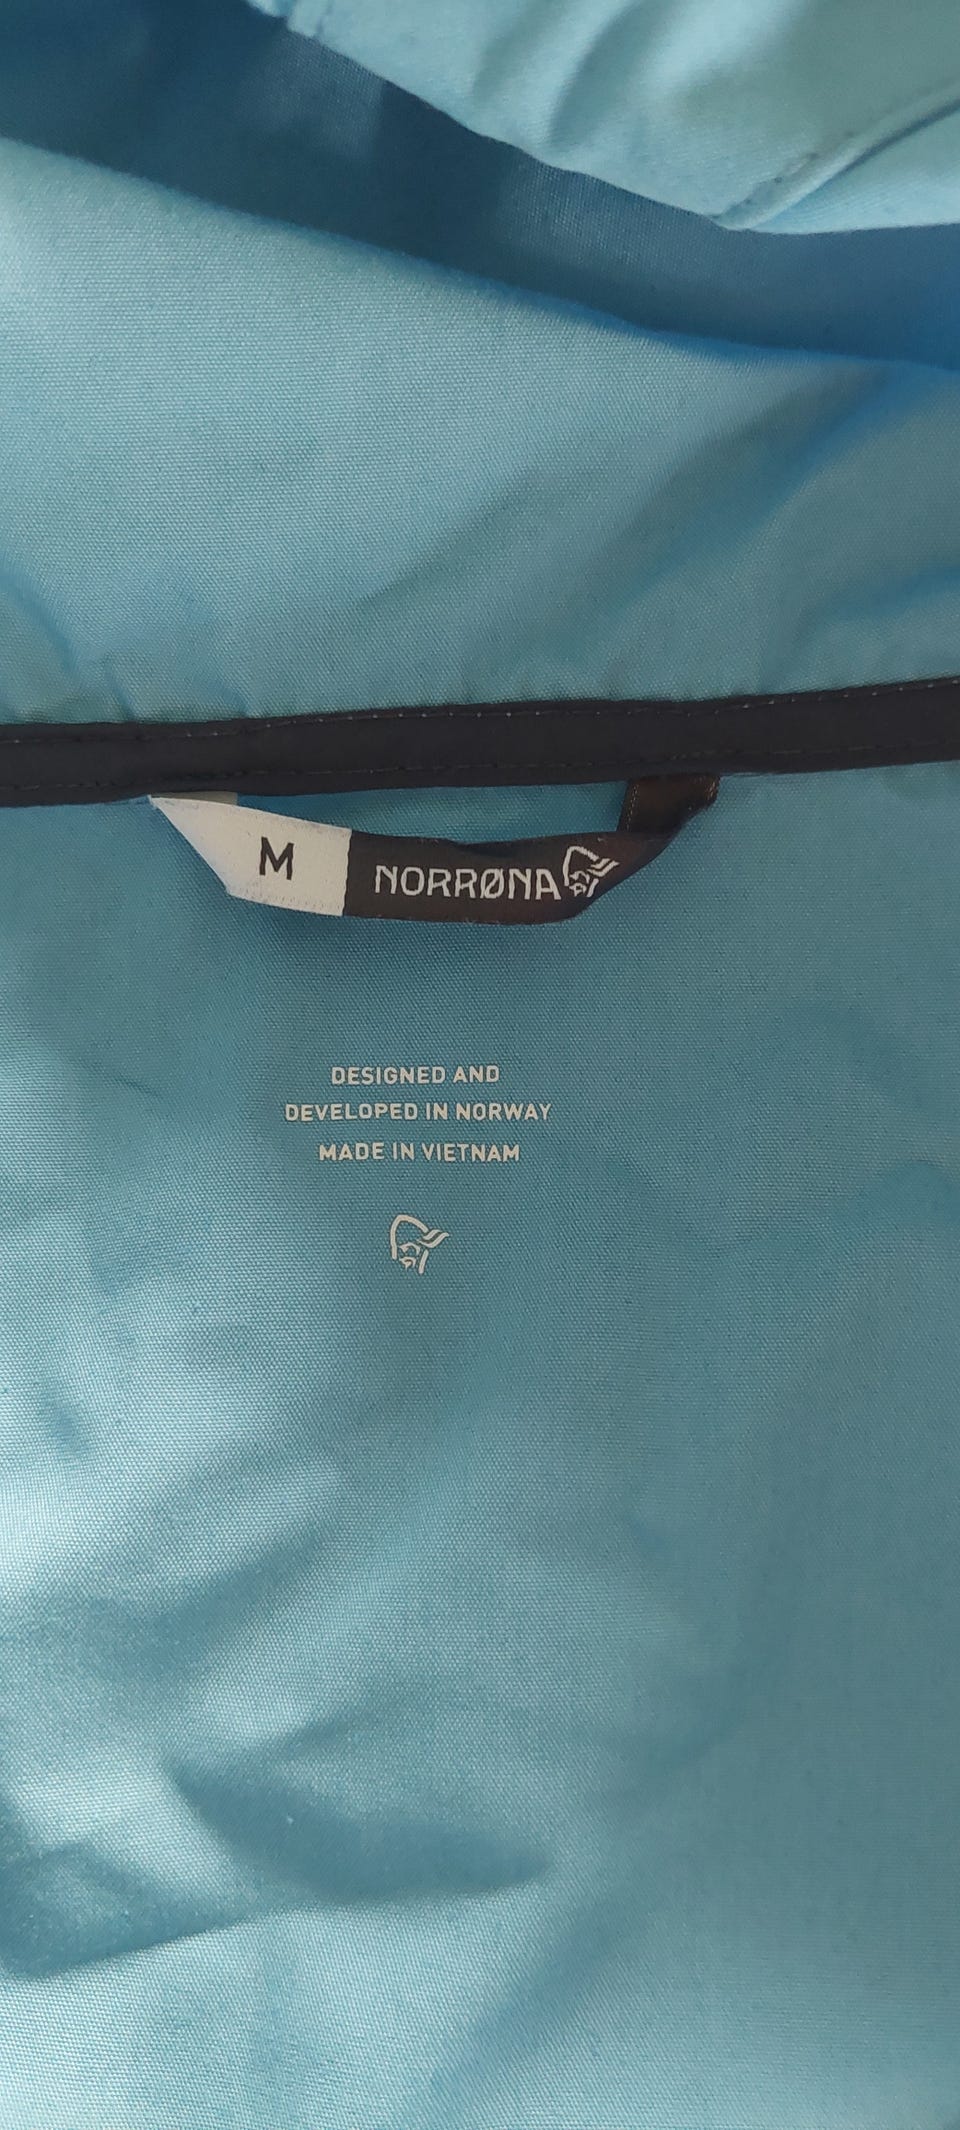 M NORRØNA
DESIGNED AND
DEVELOPED IN NORWAY
MADE IN VIETNAM